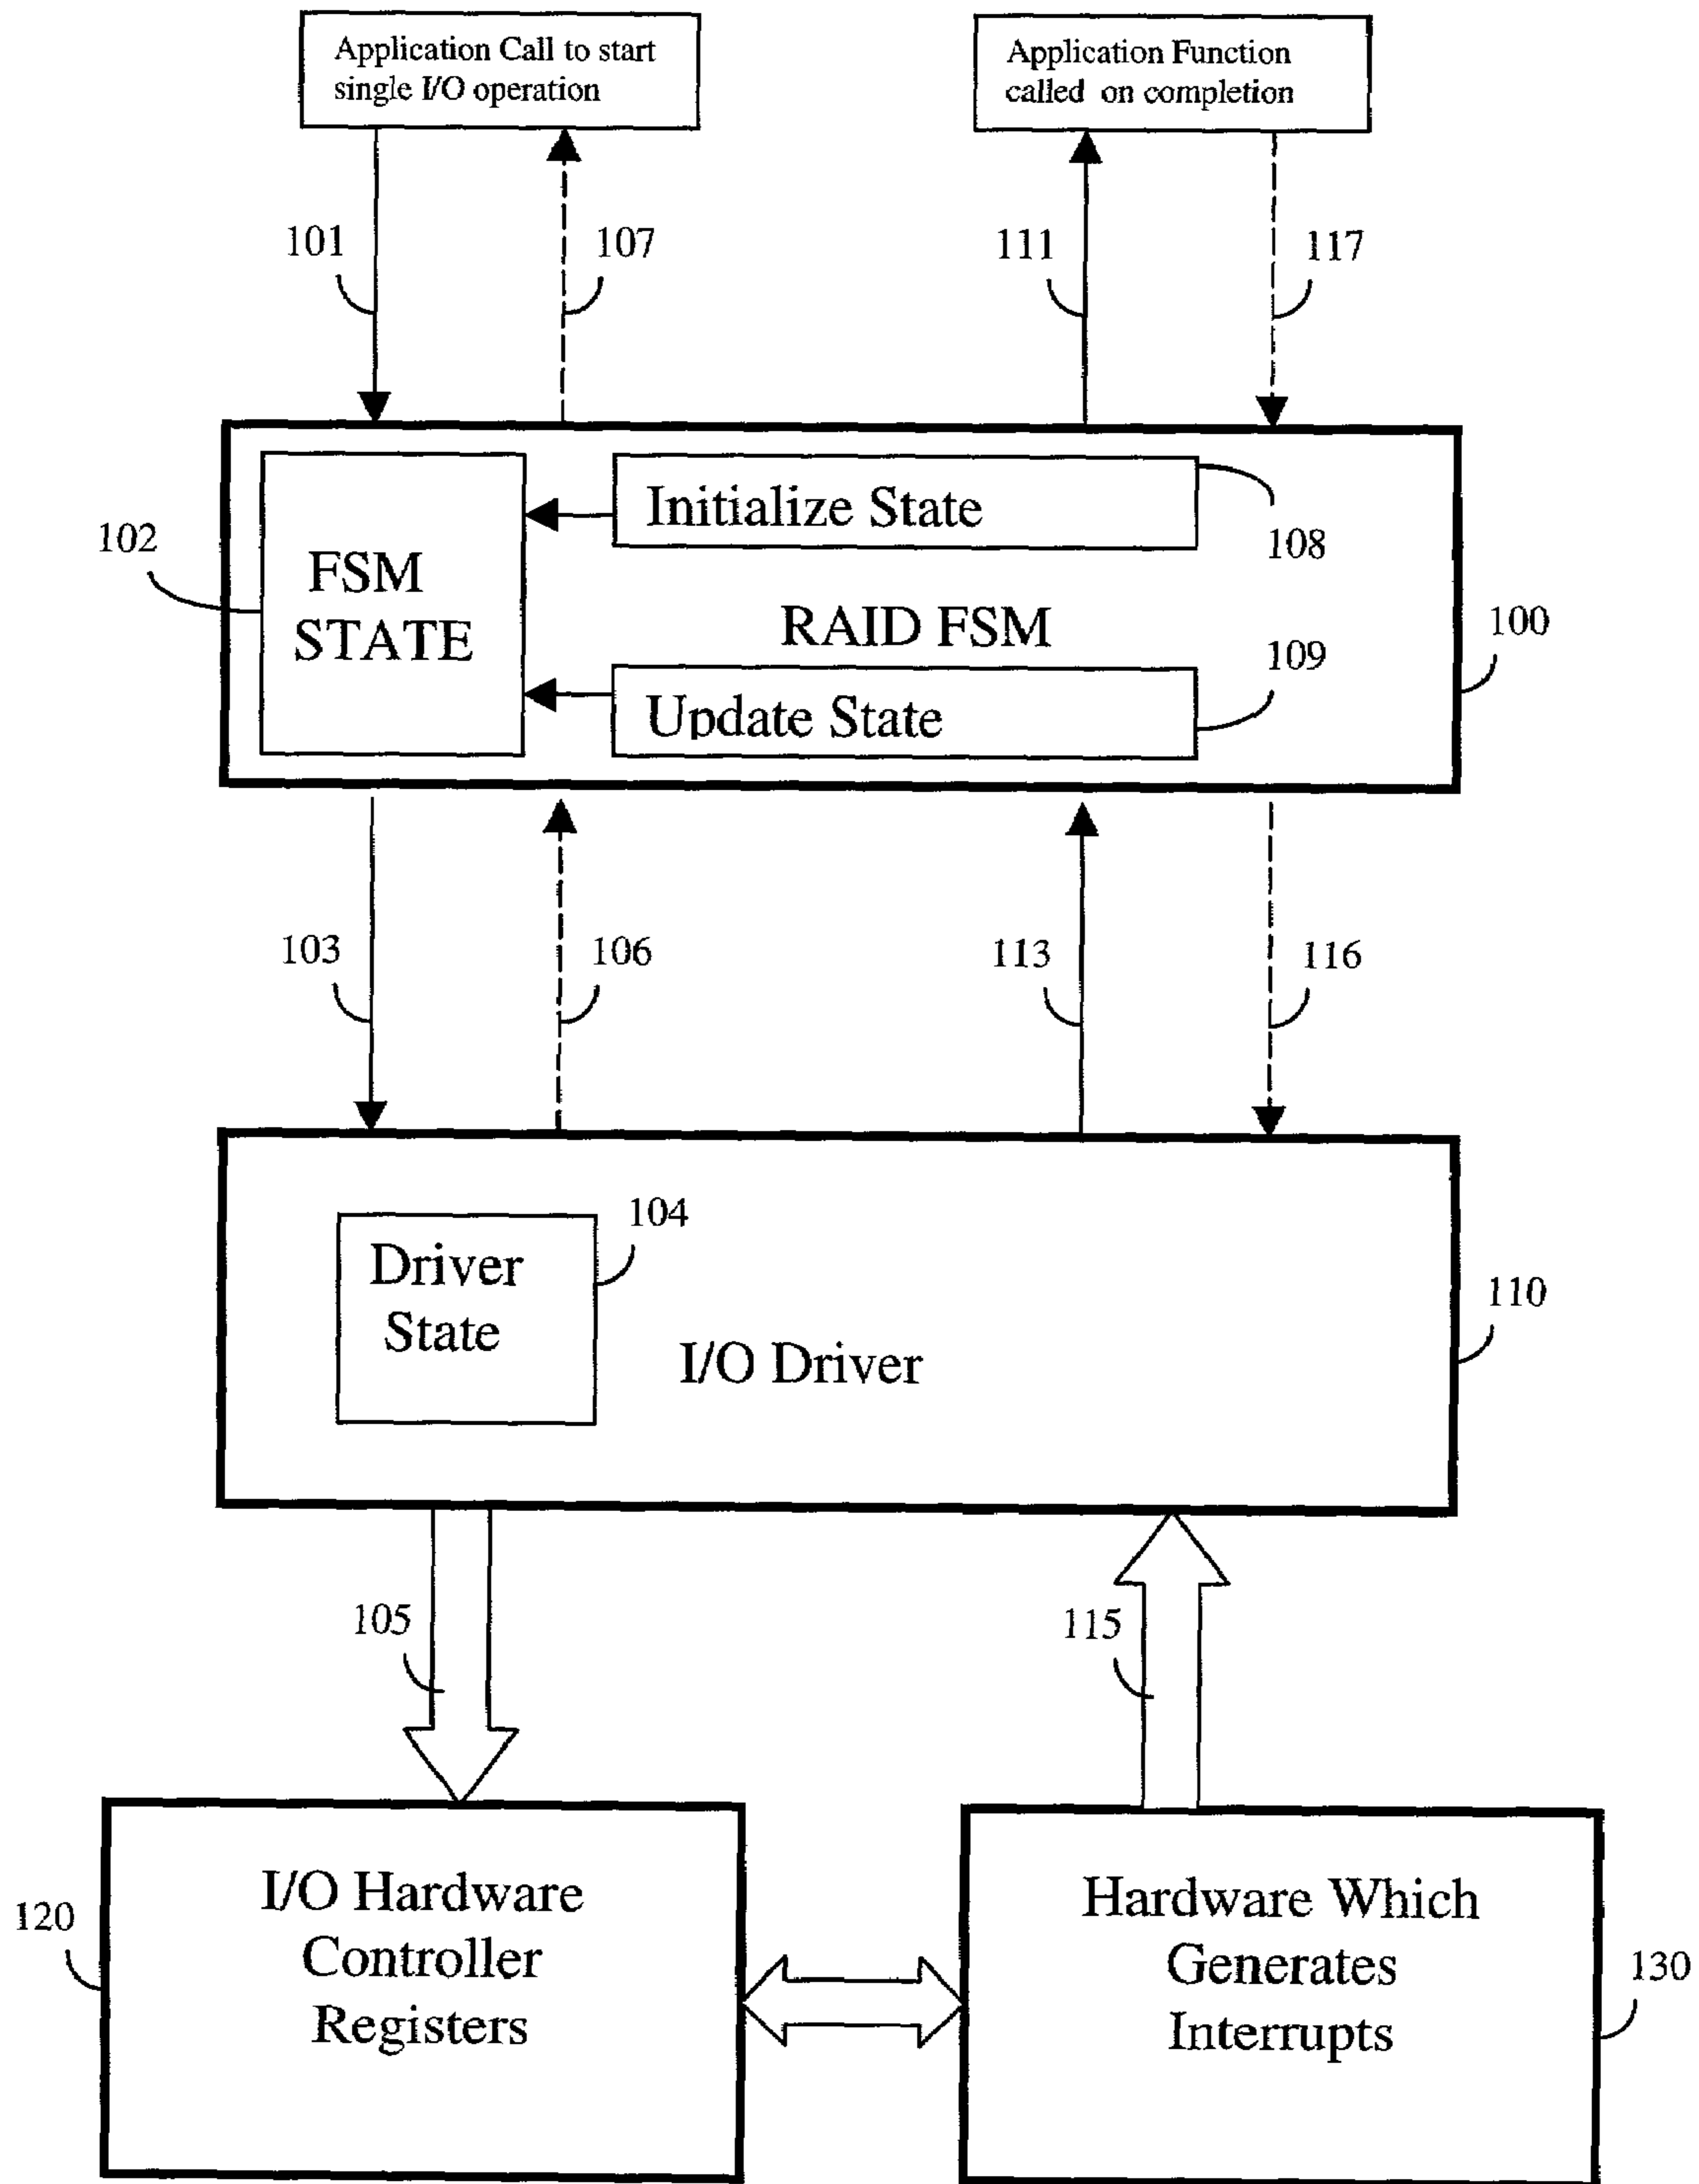 Application Call to start
single I/O operation
Application Function
called on completion
101
107
111
117
102
FSM
STATE
Initialize State
108
RAID FSM
100
109
Update State
103
106
113
116
104
Driver
State
I/O Driver
110
105
115
120
I/O Hardware
Controller
Registers
Hardware Which
Generates
Interrupts
130